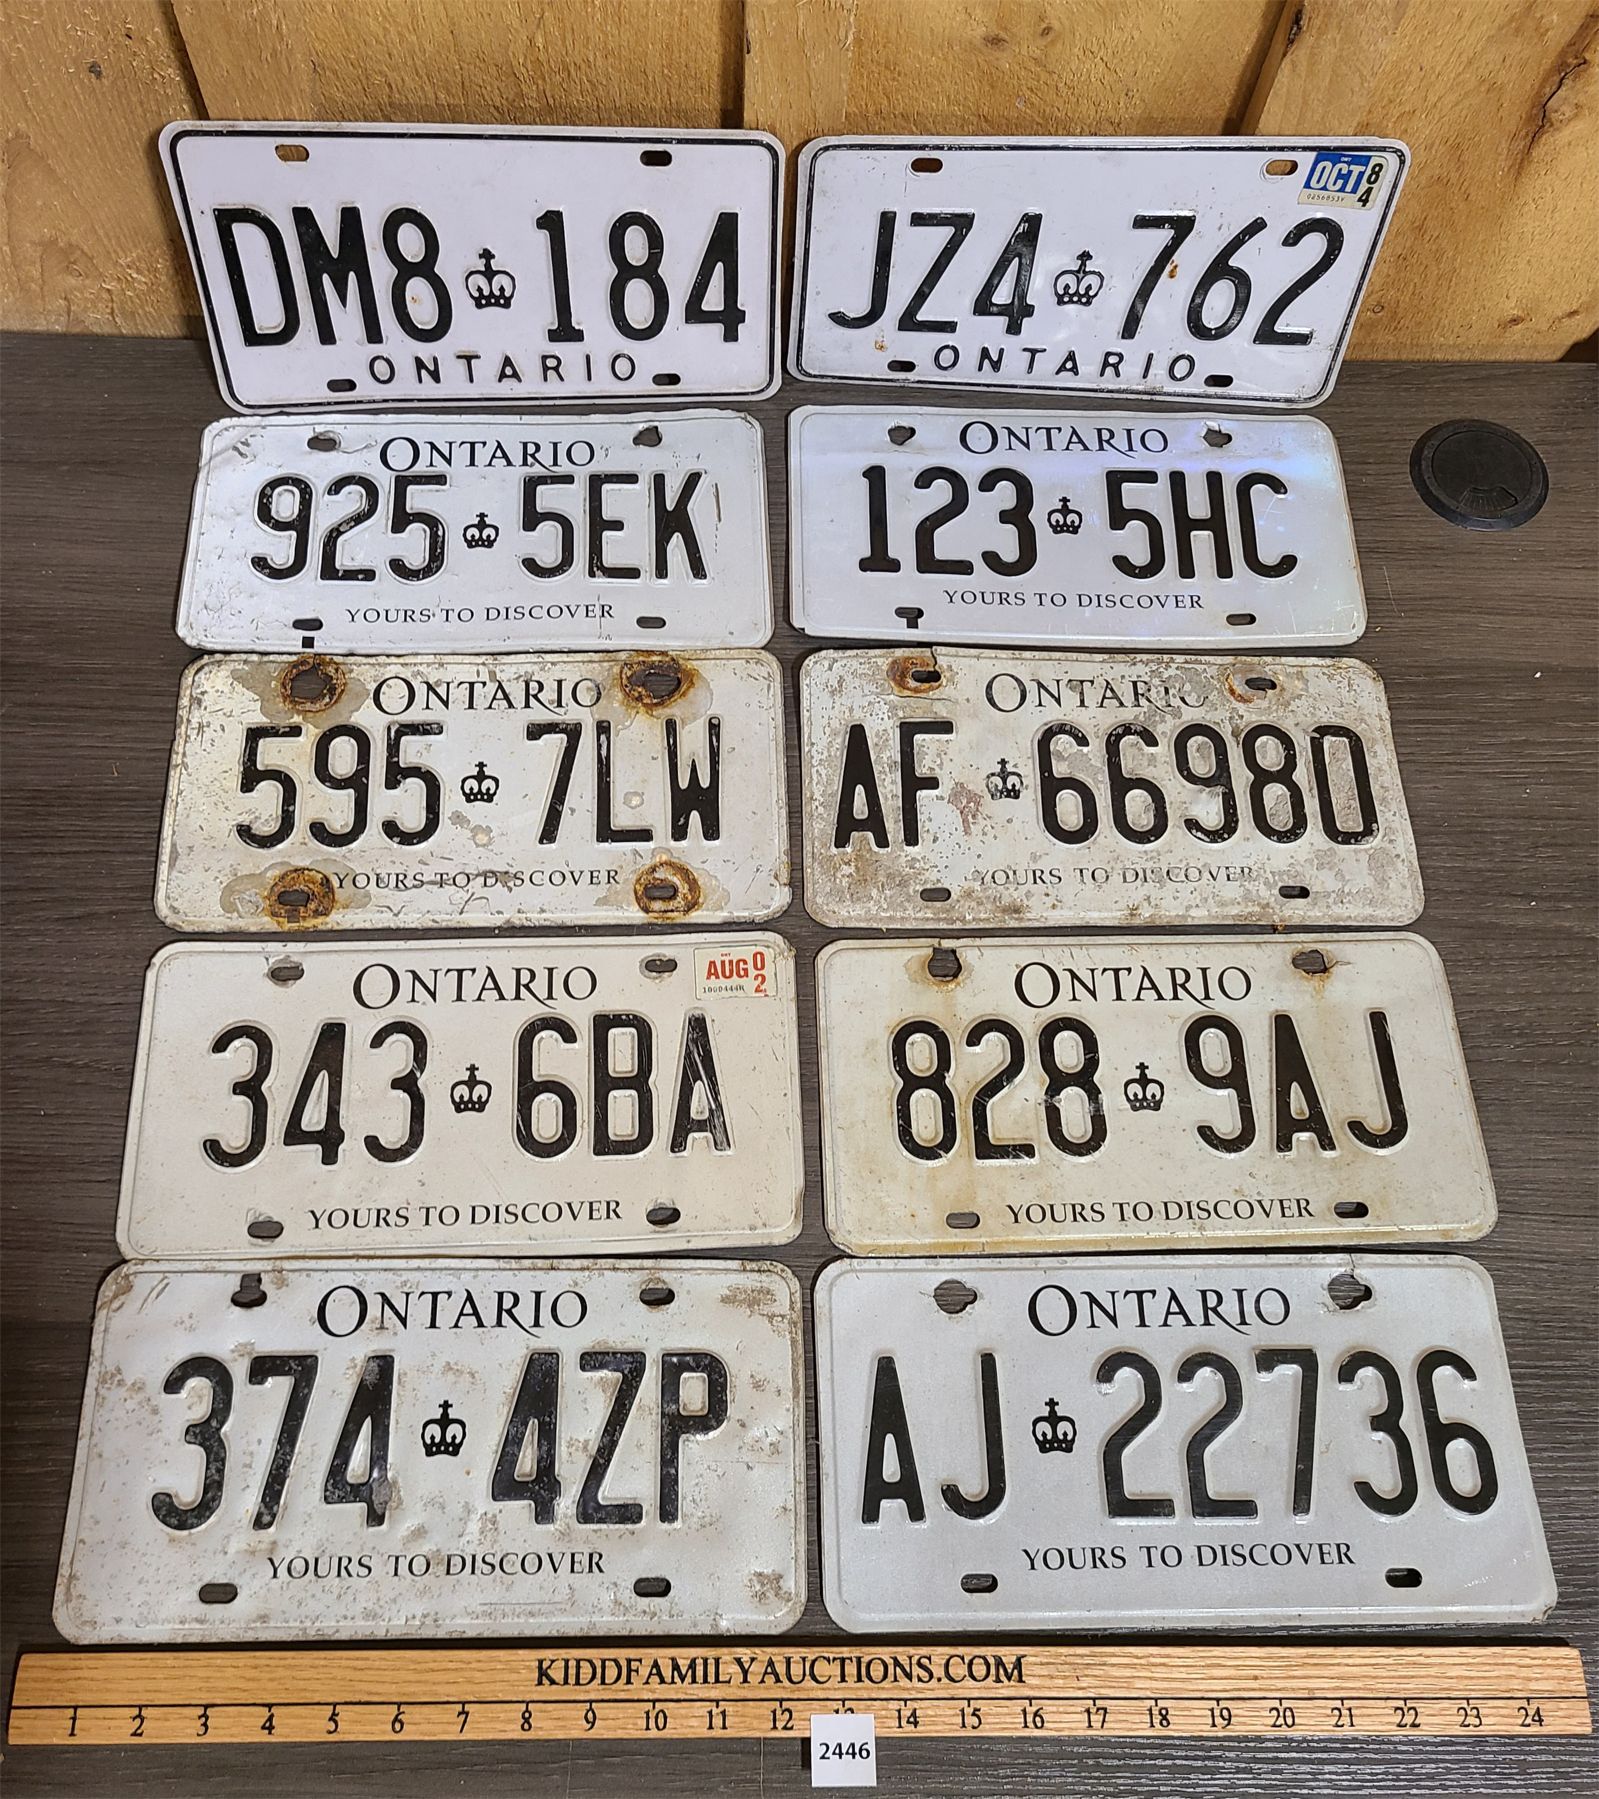 DM8 184
ONTARIO
OCT 84
0256853V
JZ4 762
ONTARIO
ONTARIO
925 5EK
YOURS TO DISCOVER
ONTARIO
123 5HC
YOURS TO DISCOVER
ONTARIO
595 7LW
YOURS TO DISCOVER
ONTARIO
AF 66980
YOURS TO DISCOVER
ONTARIO
AUG 02
343 6BA
YOURS TO DISCOVER
ONTARIO
828 9AJ
YOURS TO DISCOVER
ONTARIO
374 4ZP
YOURS TO DISCOVER
ONTARIO
AJ 22736
YOURS TO DISCOVER
KIDDFAMILYAUCTIONS.COM
1 2 3 4 5 6 7 8 9 10 11 12 13 14 15 16 17 18 19 20 21 22 23 24
2446